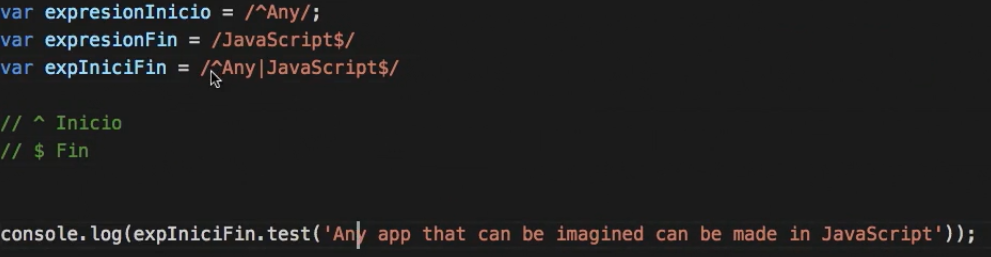 var expresionInicio = /^Any/;
var expresionFin = /JavaScript$/
var expIniciFin = /^Any|JavaScript$/
// ^ Inicio
// $ Fin
console.log(expIniciFin.test('Any app that can be imagined can be made in JavaScript'));